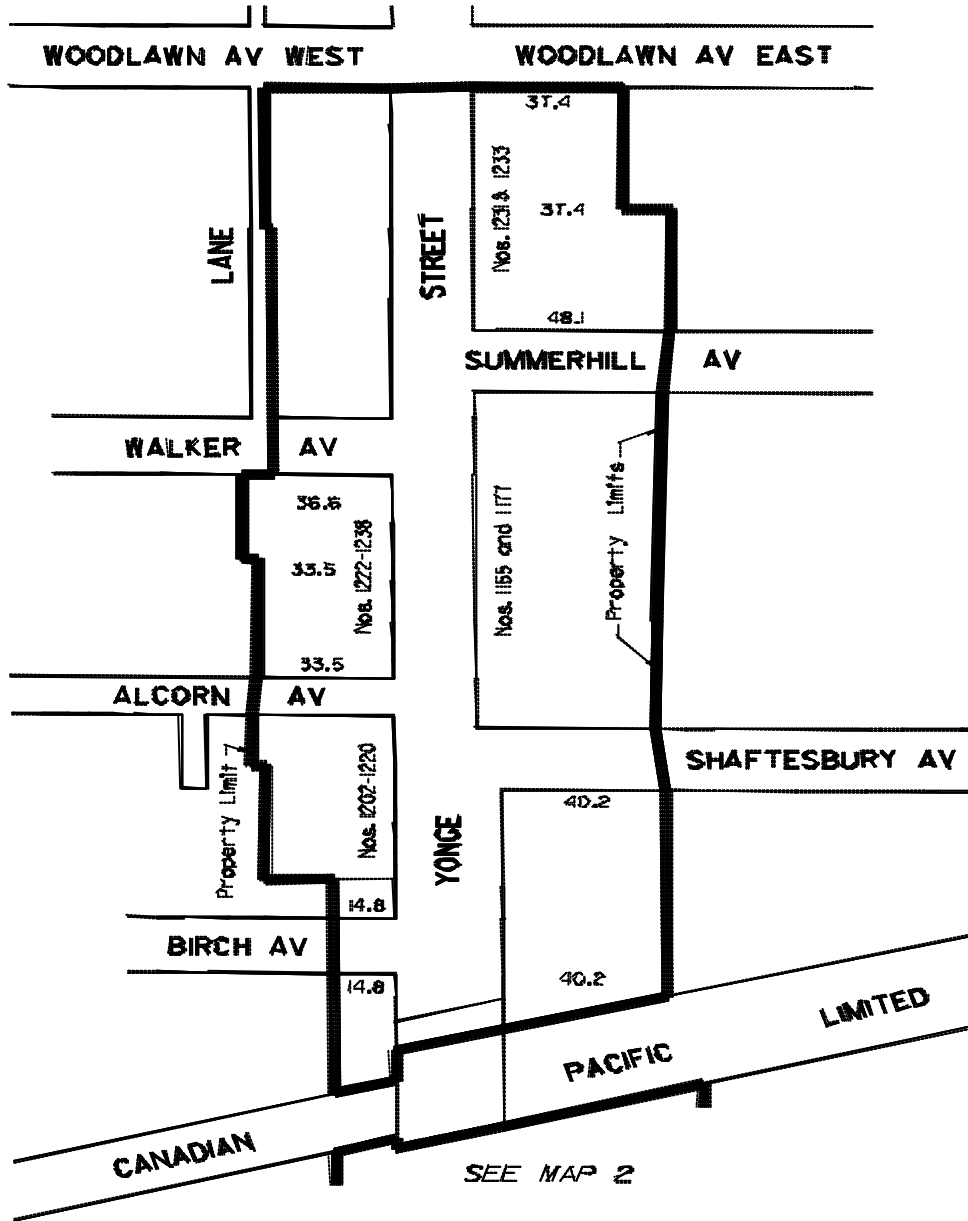 WOODLAWN AV WEST
WOODLAWN AV EAST
37.4
Nos. 1231 & 1233
37.4
LANE
STREET
48.1
SUMMERHILL AV
WALKER AV
36.6
Nos. 1222-1238
33.5
33.5
Nos. 1155 and 1177
Property Limits
ALCORN AV
Property Limit
Nos. 1202-1220
SHAFTESBURY AV
40.2
YONGE
14.8
BIRCH AV
14.8
40.2
CANADIAN PACIFIC LIMITED
SEE MAP 2